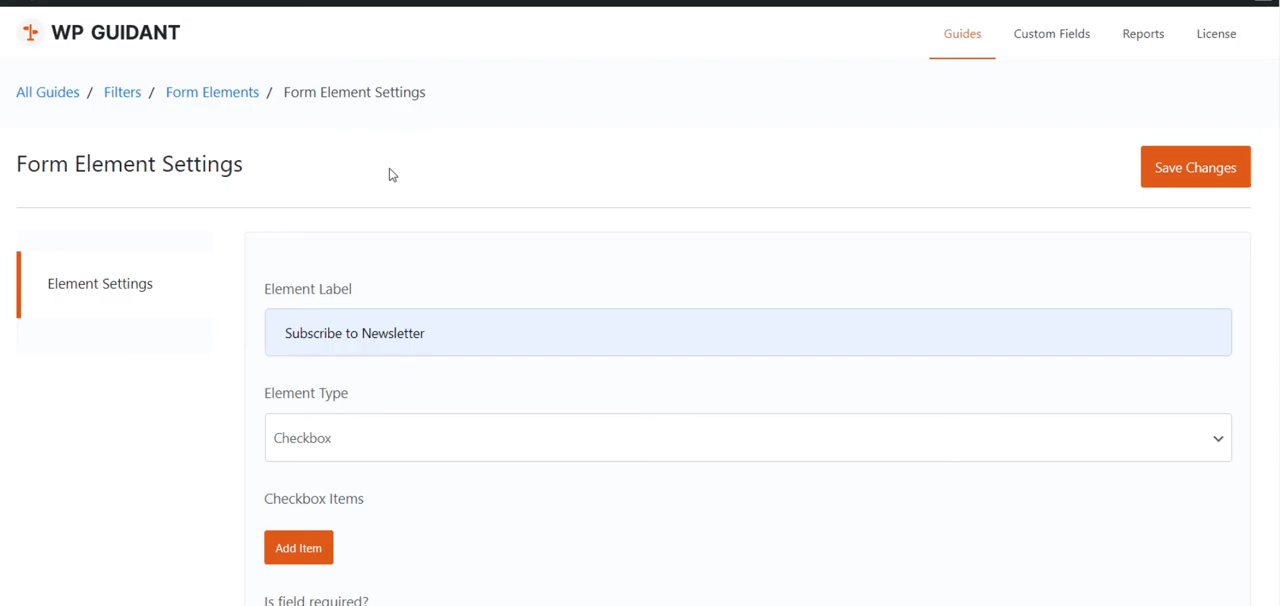 WP GUIDANT
Guides Custom Fields Reports License
All Guides / Filters / Form Elements / Form Element Settings
Form Element Settings
Save Changes
Element Settings
Element Label
Subscribe to Newsletter
Element Type
Checkbox
Checkbox Items
Add Item
Is field required?